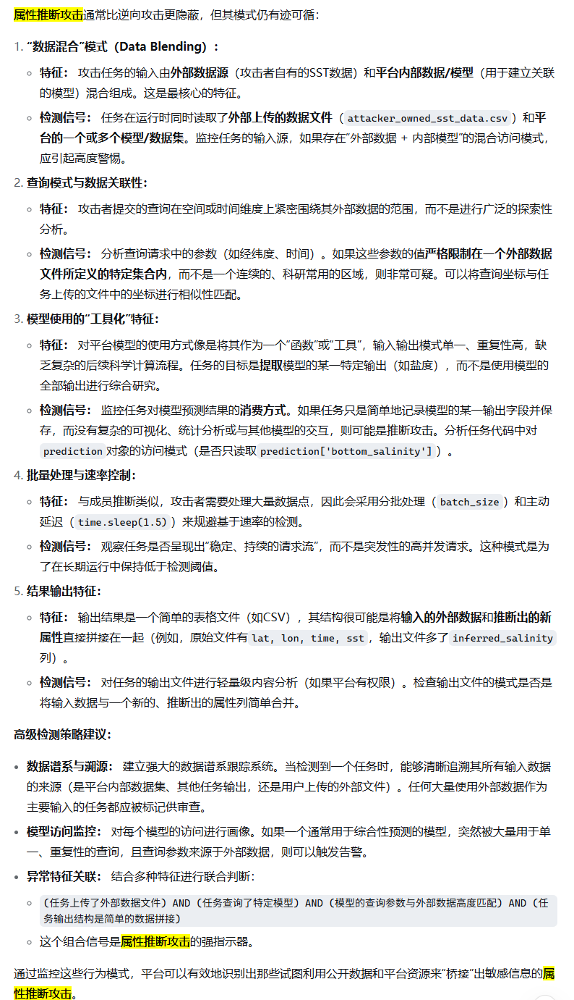 属性推断攻击通常比逆向攻击更隐蔽，但其模式仍有迹可循：
1. “数据混合”模式（Data Blending）：
特征： 攻击任务的输入由外部数据源（攻击者自有的SST数据）和平台内部数据/模型（用于建立关联
的模型）混合组成。这是最核心的特征。
检测信号： 任务在运行时同时读取了外部上传的数据文件（attacker_owned_sst_data.csv）和平
台的一个或多个模型/数据集。监控任务的输入源，如果存在“外部数据 + 内部模型”的混合访问模式，
应引起高度警惕。
2. 查询模式与数据关联性：
特征： 攻击者提交的查询在空间或时间维度上紧密围绕其外部数据的范围，而不是进行广泛的探索性
分析。
检测信号： 分析查询请求中的参数（如经纬度、时间）。如果这些参数的值严格限制在一个外部数据
文件所定义的特定集合内，而不是一个连续的、科研常用的区域，则非常可疑。可以将查询坐标与任
务上传的文件中的坐标进行相似性匹配。
3. 模型使用的“工具化”特征：
特征： 对平台模型的使用方式像是将其作为一个“函数”或“工具”，输入输出模式单一、重复性高，缺
乏复杂的后续科学计算流程。任务的目标是提取模型的某一特定输出（如盐度），而不是使用模型的
全部输出进行综合研究。
检测信号： 监控任务对模型预测结果的消费方式。如果任务只是简单地记录模型的某一输出字段并保
存，而没有复杂的可视化、统计分析或与其他模型的交互，则可能是推断攻击。分析任务代码中对
prediction对象的访问模式（是否只读取prediction['bottom_salinity']）。
4. 批量处理与速率控制：
特征： 与成员推断类似，攻击者需要处理大量数据点，因此会采用分批处理（batch_size）和主动
延迟（time.sleep(1.5)）来规避基于速率的检测。
检测信号： 观察任务是否呈现出“稳定、持续的请求流”，而不是突发性的高并发请求。这种模式是为
了在长期运行中保持低于检测阈值。
5. 结果输出特征：
特征： 输出结果是一个简单的表格文件（如CSV），其结构很可能是将输入的外部数据和推断出的新
属性直接拼接在一起（例如，原始文件有lat, lon, time, sst，输出文件多了inferred_salinity
列）。
检测信号： 对任务的输出文件进行轻量级内容分析（如果平台有权限）。检查输出文件的模式是否是
将输入数据与一个新的、推断出的属性列简单合并。
高级检测策略建议：
数据谱系与溯源： 建立强大的数据谱系跟踪系统。当检测到一个任务时，能够清晰追溯其所有输入数据
的来源（是平台内部数据集、其他任务输出，还是用户上传的外部文件）。任何大量使用外部数据作为
主要输入的任务都应被标记供审查。
模型访问监控： 对每个模型的访问进行画像。如果一个通常用于综合性预测的模型，突然被大量用于单
一、重复性的查询，且查询参数来源于外部数据，则可以触发告警。
异常特征关联： 结合多种特征进行联合判断：
(任务上传了外部数据文件) AND (任务查询了特定模型) AND (模型的查询参数与外部数据高度匹配) AND (任
务输出结构是简单的数据拼接)
这个组合信号是属性推断攻击的强指示器。
通过监控这些行为模式，平台可以有效地识别出那些试图利用公开数据和平台资源来“桥接”出敏感信息的属
性推断攻击。